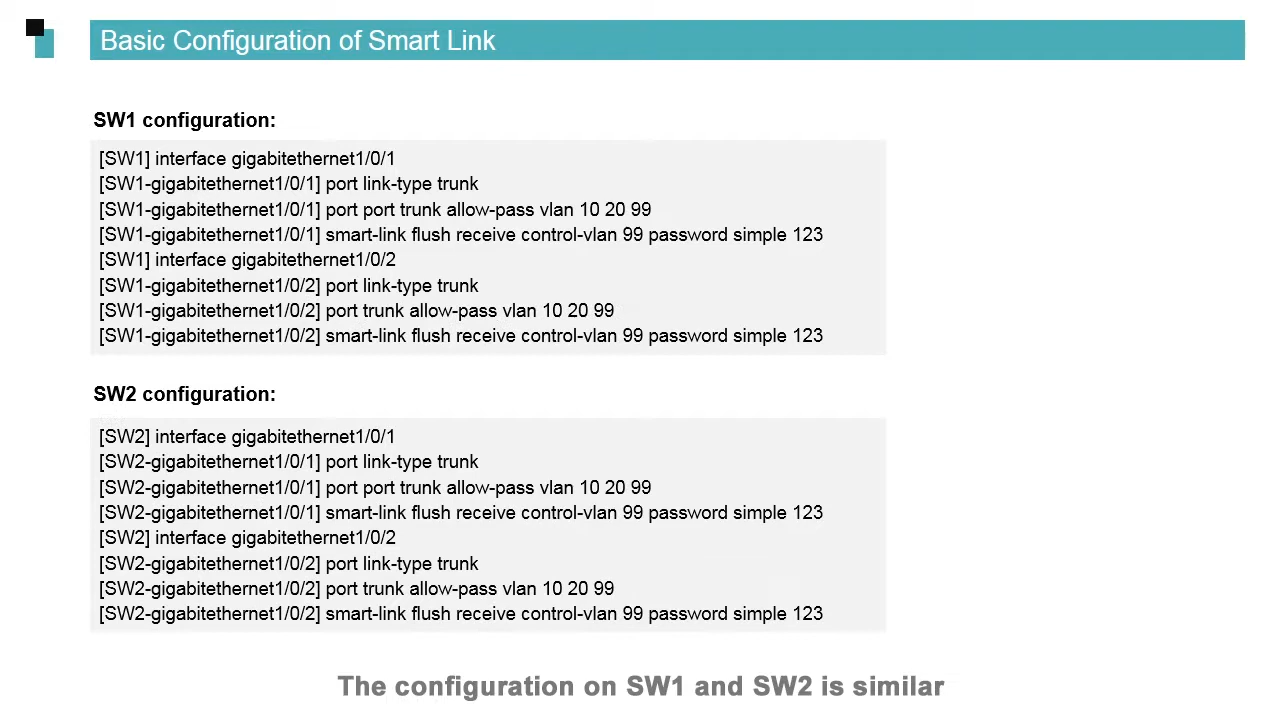 Basic Configuration of Smart Link
SW1 configuration:
[SW1] interface gigabitethernet1/0/1
[SW1-gigabitethernet1/0/1] port link-type trunk
[SW1-gigabitethernet1/0/1] port port trunk allow-pass vlan 10 20 99
[SW1-gigabitethernet1/0/1] smart-link flush receive control-vlan 99 password simple 123
[SW1] interface gigabitethernet1/0/2
[SW1-gigabitethernet1/0/2] port link-type trunk
[SW1-gigabitethernet1/0/2] port trunk allow-pass vlan 10 20 99
[SW1-gigabitethernet1/0/2] smart-link flush receive control-vlan 99 password simple 123
SW2 configuration:
[SW2] interface gigabitethernet1/0/1
[SW2-gigabitethernet1/0/1] port link-type trunk
[SW2-gigabitethernet1/0/1] port port trunk allow-pass vlan 10 20 99
[SW2-gigabitethernet1/0/1] smart-link flush receive control-vlan 99 password simple 123
[SW2] interface gigabitethernet1/0/2
[SW2-gigabitethernet1/0/2] port link-type trunk
[SW2-gigabitethernet1/0/2] port trunk allow-pass vlan 10 20 99
[SW2-gigabitethernet1/0/2] smart-link flush receive control-vlan 99 password simple 123
The configuration on SW1 and SW2 is similar